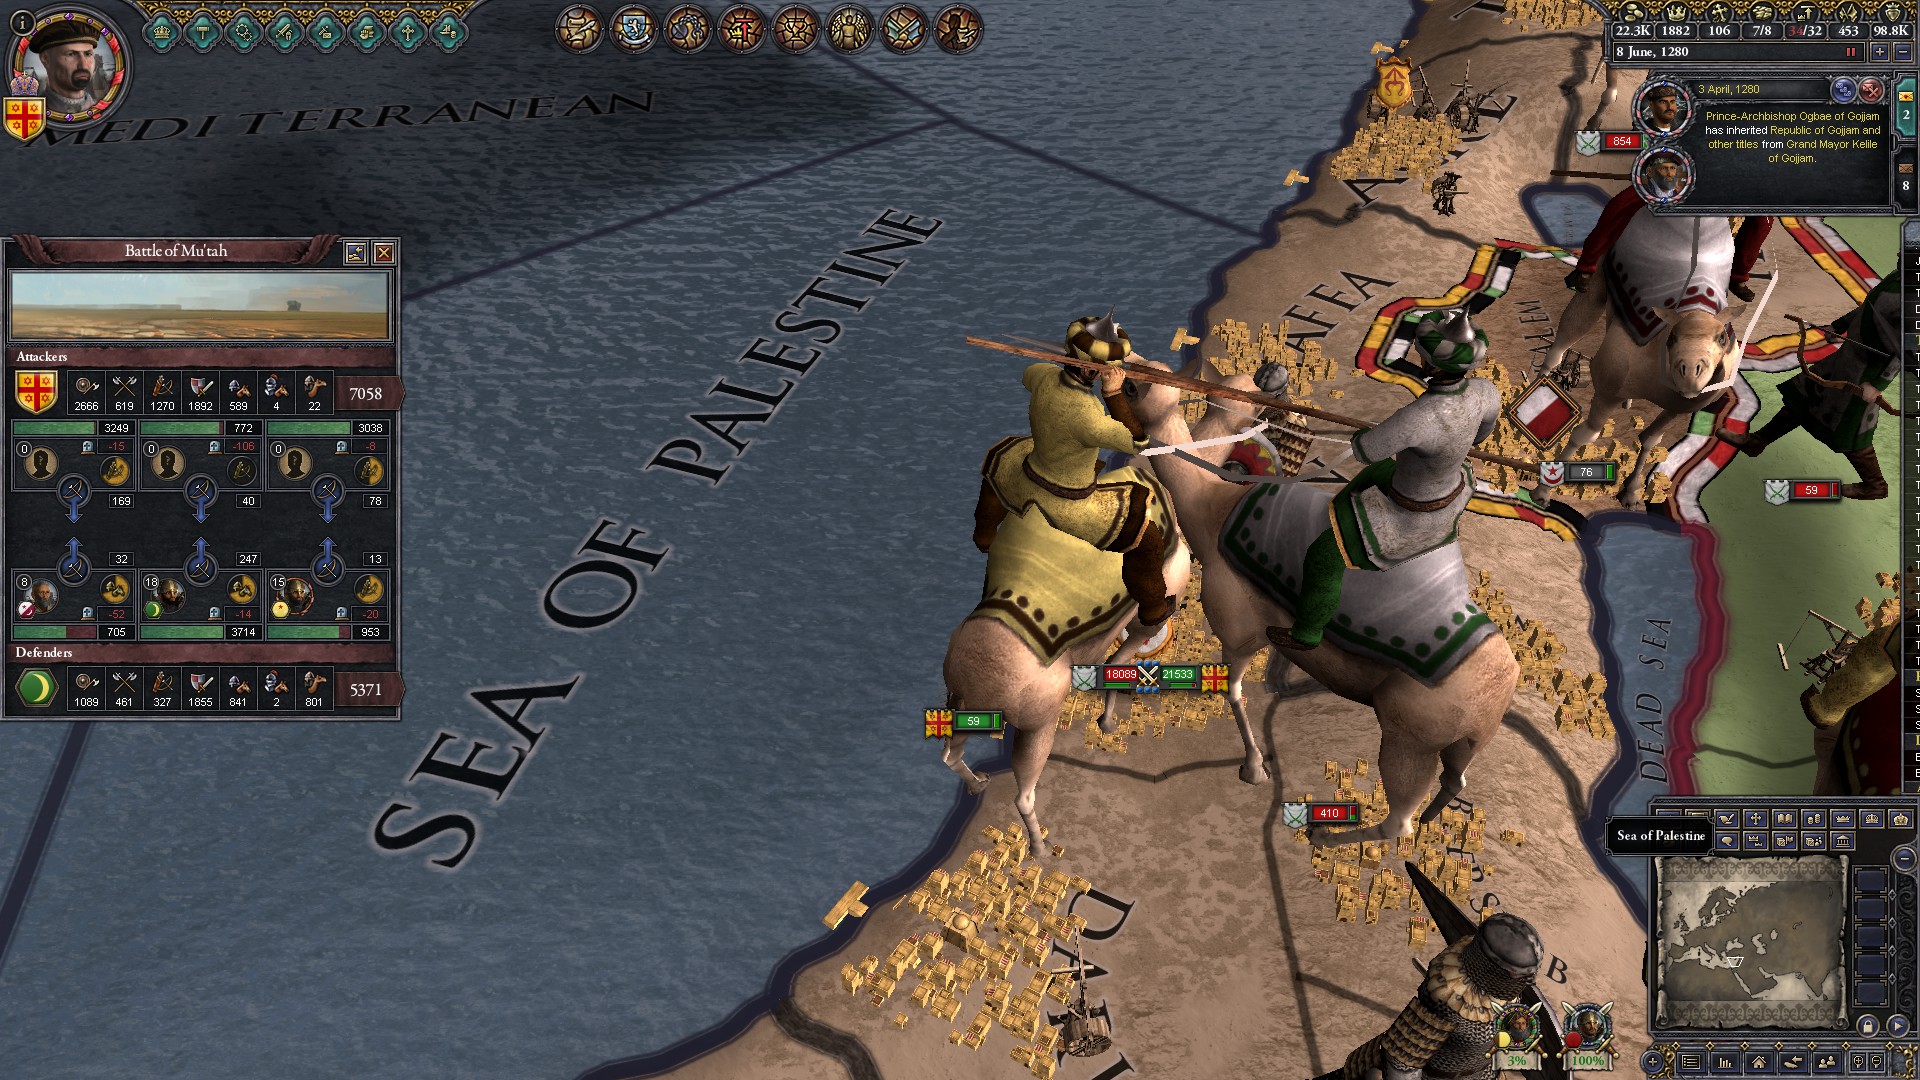 22.3K 1882 106 7/8 34/32 453 98.8K
8 June, 1280
3 April, 1280
Prince-Archbishop Ogbae of Gojjam
has inherited Republic of Gojjam and
other titles from Grand Mayor Kelile
of Gojjam.
2
8
MEDITERRANEAN
SEA OF PALESTINE
JAFFA
DEAD SEA
854
76
59
18089 21533
59
410
Battle of Mu'tah
Attackers
2666 619 1270 1892 589 4 22 7058
3249 772 3038
0 -15 0 -106 0 -8
169 40 78
32 247 13
8 -52 18 -14 15 -20
705 3714 953
Defenders
1089 461 327 1855 841 2 801 5371
Sea of Palestine
3% 100%